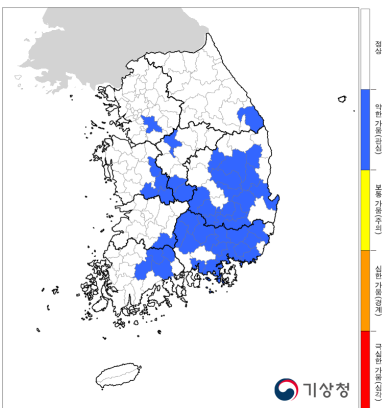 정상
약한 가뭄(관심)
보통 가뭄(주의)
심한 가뭄(경계)
극심한 가뭄(심각)
기상청